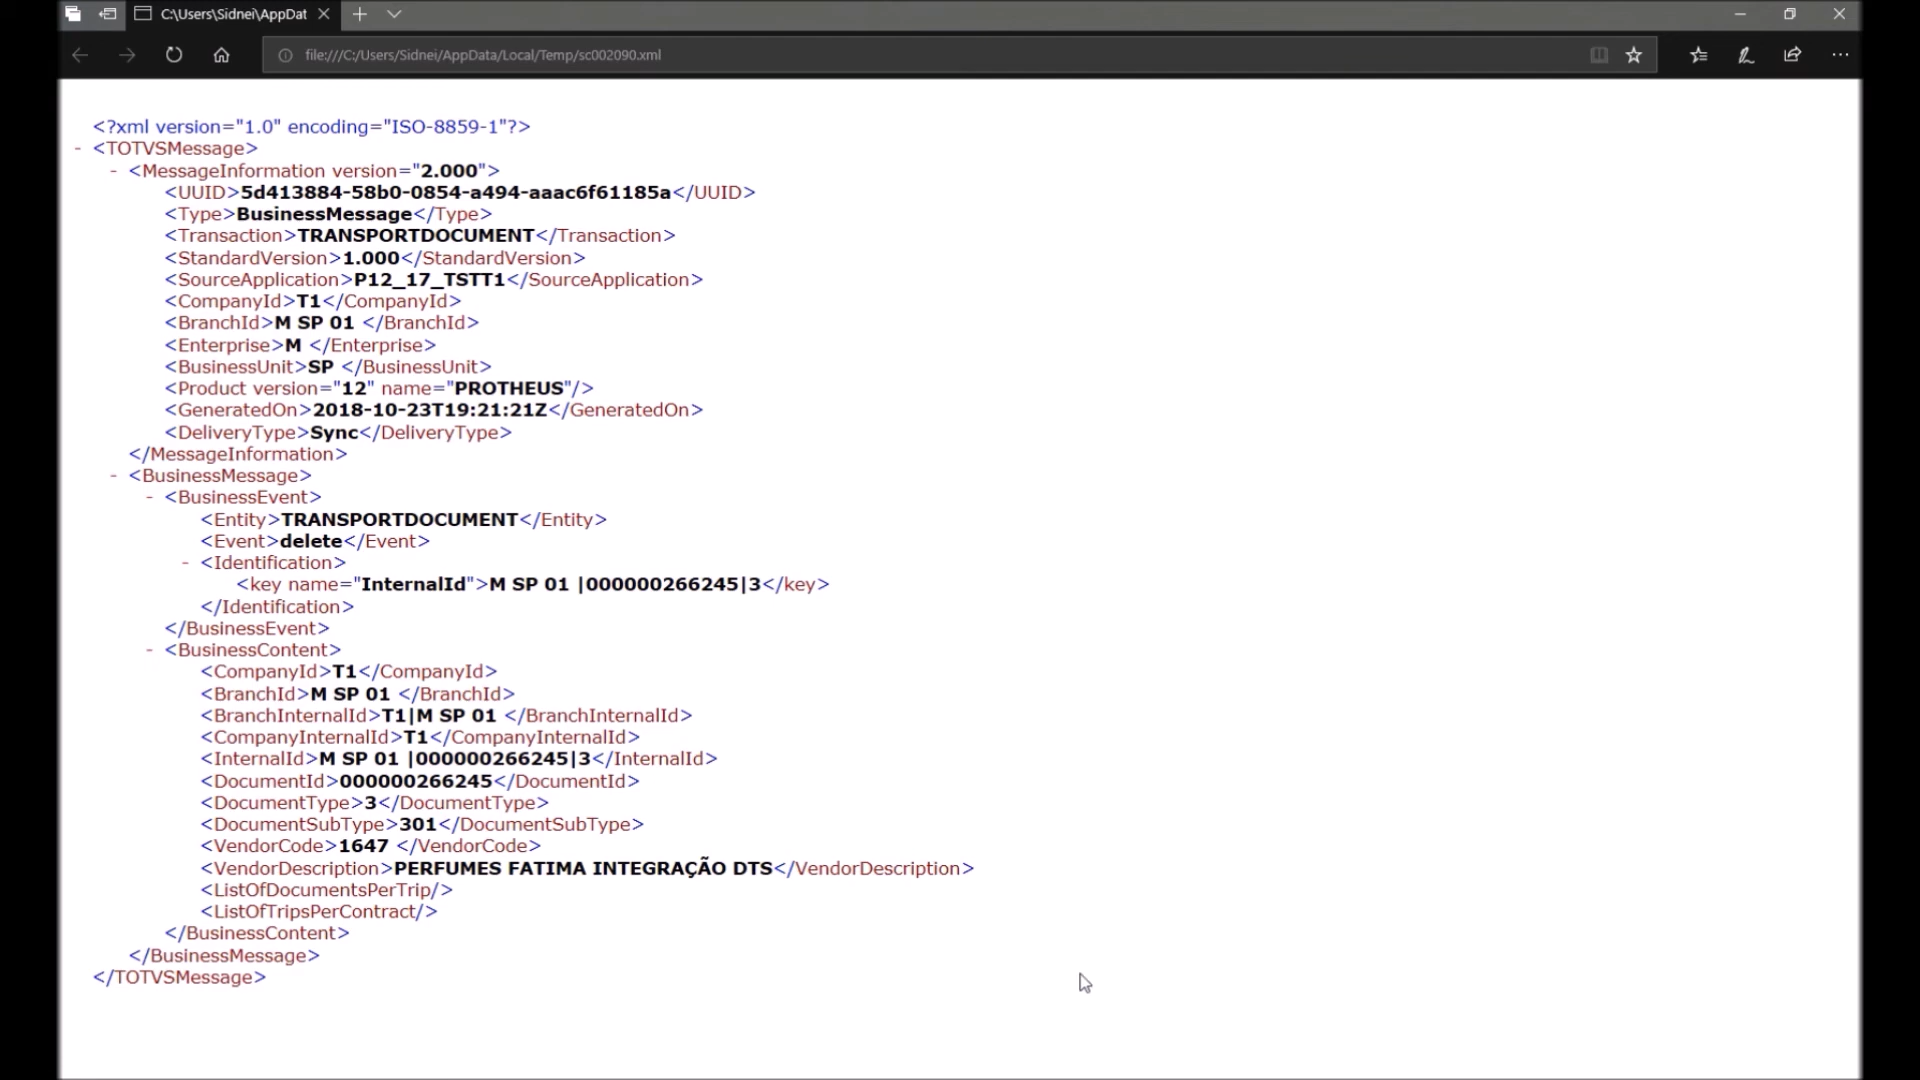 C:\Users\Sidnei\AppDat
file:///C:/Users/Sidnei/AppData/Local/Temp/sc002090.xml
<?xml version="1.0" encoding="ISO-8859-1"?>
- <TOTVSMessage>
- <MessageInformation version="2.000">
<UUID>5d413884-58b0-0854-a494-aaac6f61185a</UUID>
<Type>BusinessMessage</Type>
<Transaction>TRANSPORTDOCUMENT</Transaction>
<StandardVersion>1.000</StandardVersion>
<SourceApplication>P12_17_TSTT1</SourceApplication>
<CompanyId>T1</CompanyId>
<BranchId>M SP 01 </BranchId>
<Enterprise>M </Enterprise>
<BusinessUnit>SP </BusinessUnit>
<Product version="12" name="PROTHEUS"/>
<GeneratedOn>2018-10-23T19:21:21Z</GeneratedOn>
<DeliveryType>Sync</DeliveryType>
</MessageInformation>
- <BusinessMessage>
- <BusinessEvent>
<Entity>TRANSPORTDOCUMENT</Entity>
<Event>delete</Event>
- <Identification>
<key name="InternalId">M SP 01 |000000266245|3</key>
</Identification>
</BusinessEvent>
- <BusinessContent>
<CompanyId>T1</CompanyId>
<BranchId>M SP 01 </BranchId>
<BranchInternalId>T1|M SP 01 </BranchInternalId>
<CompanyInternalId>T1</CompanyInternalId>
<InternalId>M SP 01 |000000266245|3</InternalId>
<DocumentId>000000266245</DocumentId>
<DocumentType>3</DocumentType>
<DocumentSubType>301</DocumentSubType>
<VendorCode>1647 </VendorCode>
<VendorDescription>PERFUMES FATIMA INTEGRAÇÃO DTS</VendorDescription>
<ListOfDocumentsPerTrip/>
<ListOfTripsPerContract/>
</BusinessContent>
</BusinessMessage>
</TOTVSMessage>